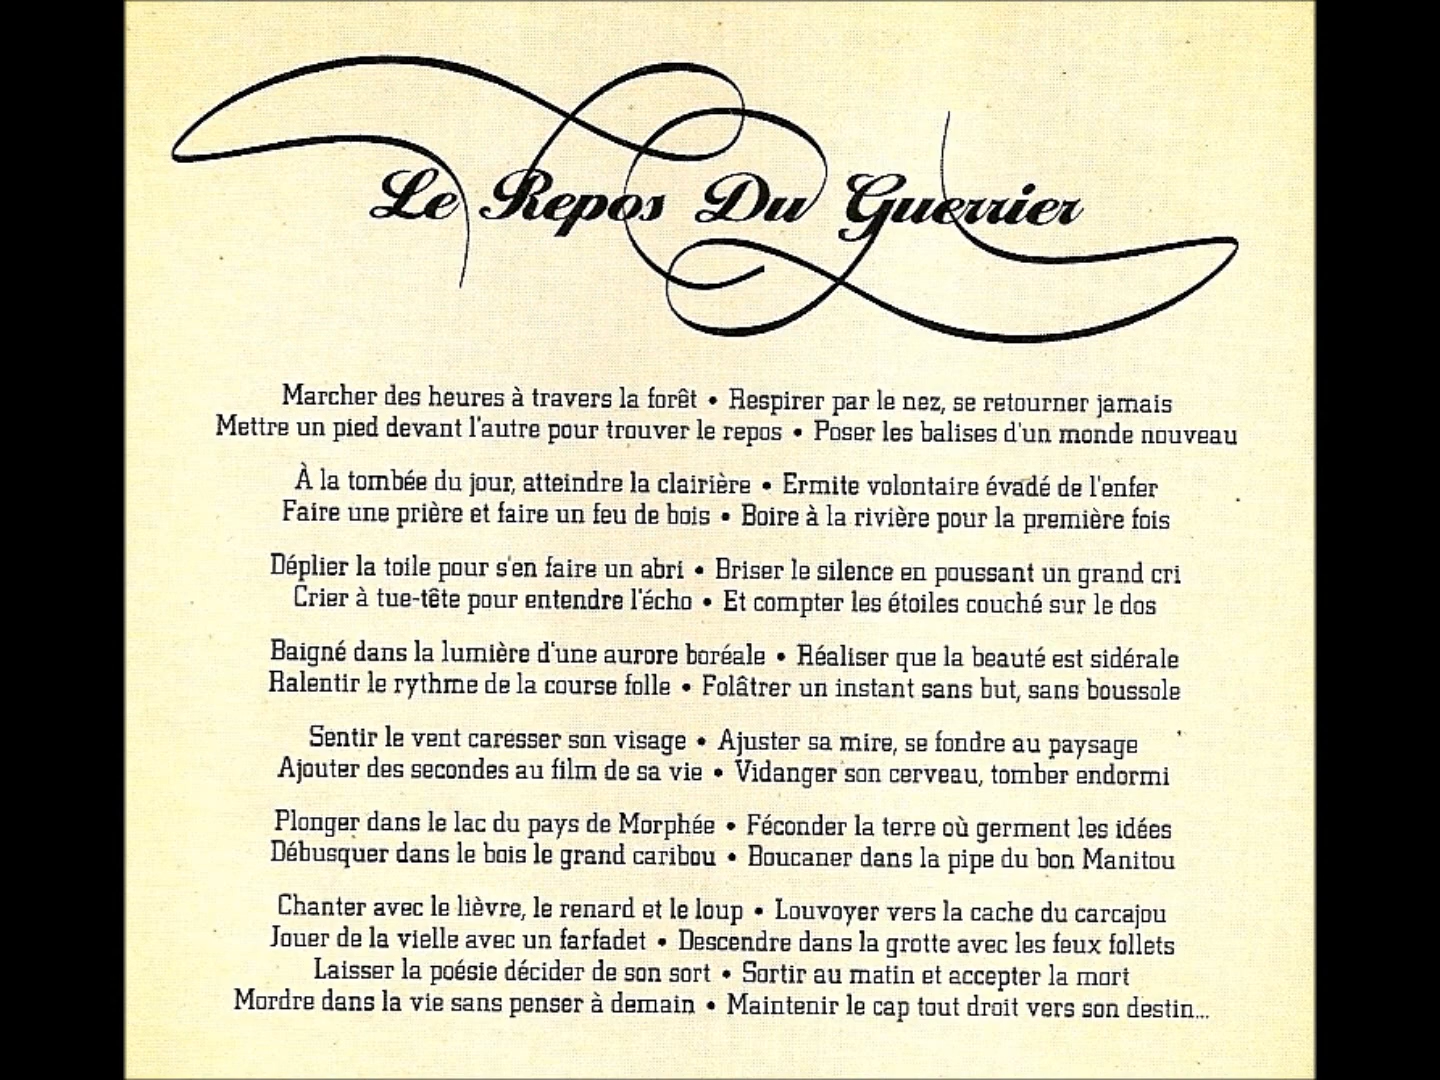 Le Repos Du Guerrier
Marcher des heures à travers la forêt • Respirer par le nez, se retourner jamais
Mettre un pied devant l'autre pour trouver le repos • Poser les balises d'un monde nouveau
À la tombée du jour, atteindre la clairière • Ermite volontaire évadé de l'enfer
Faire une prière et faire un feu de bois • Boire à la rivière pour la première fois
Déplier la toile pour s'en faire un abri • Briser le silence en poussant un grand cri
Crier à tue-tête pour entendre l'écho • Et compter les étoiles couché sur le dos
Baigné dans la lumière d'une aurore boréale • Réaliser que la beauté est sidérale
Ralentir le rythme de la course folle • Folâtrer un instant sans but, sans boussole
Sentir le vent caresser son visage • Ajuster sa mire, se fondre au paysage
Ajouter des secondes au film de sa vie • Vidanger son cerveau, tomber endormi
Plonger dans le lac du pays de Morphée • Féconder la terre où germent les idées
Débusquer dans le bois le grand caribou • Boucaner dans la pipe du bon Manitou
Chanter avec le lièvre, le renard et le loup • Louvoyer vers la cache du carcajou
Jouer de la vielle avec un farfadet • Descendre dans la grotte avec les feux follets
Laisser la poésie décider de son sort • Sortir au matin et accepter la mort
Mordre dans la vie sans penser à demain • Maintenir le cap tout droit vers son destin...